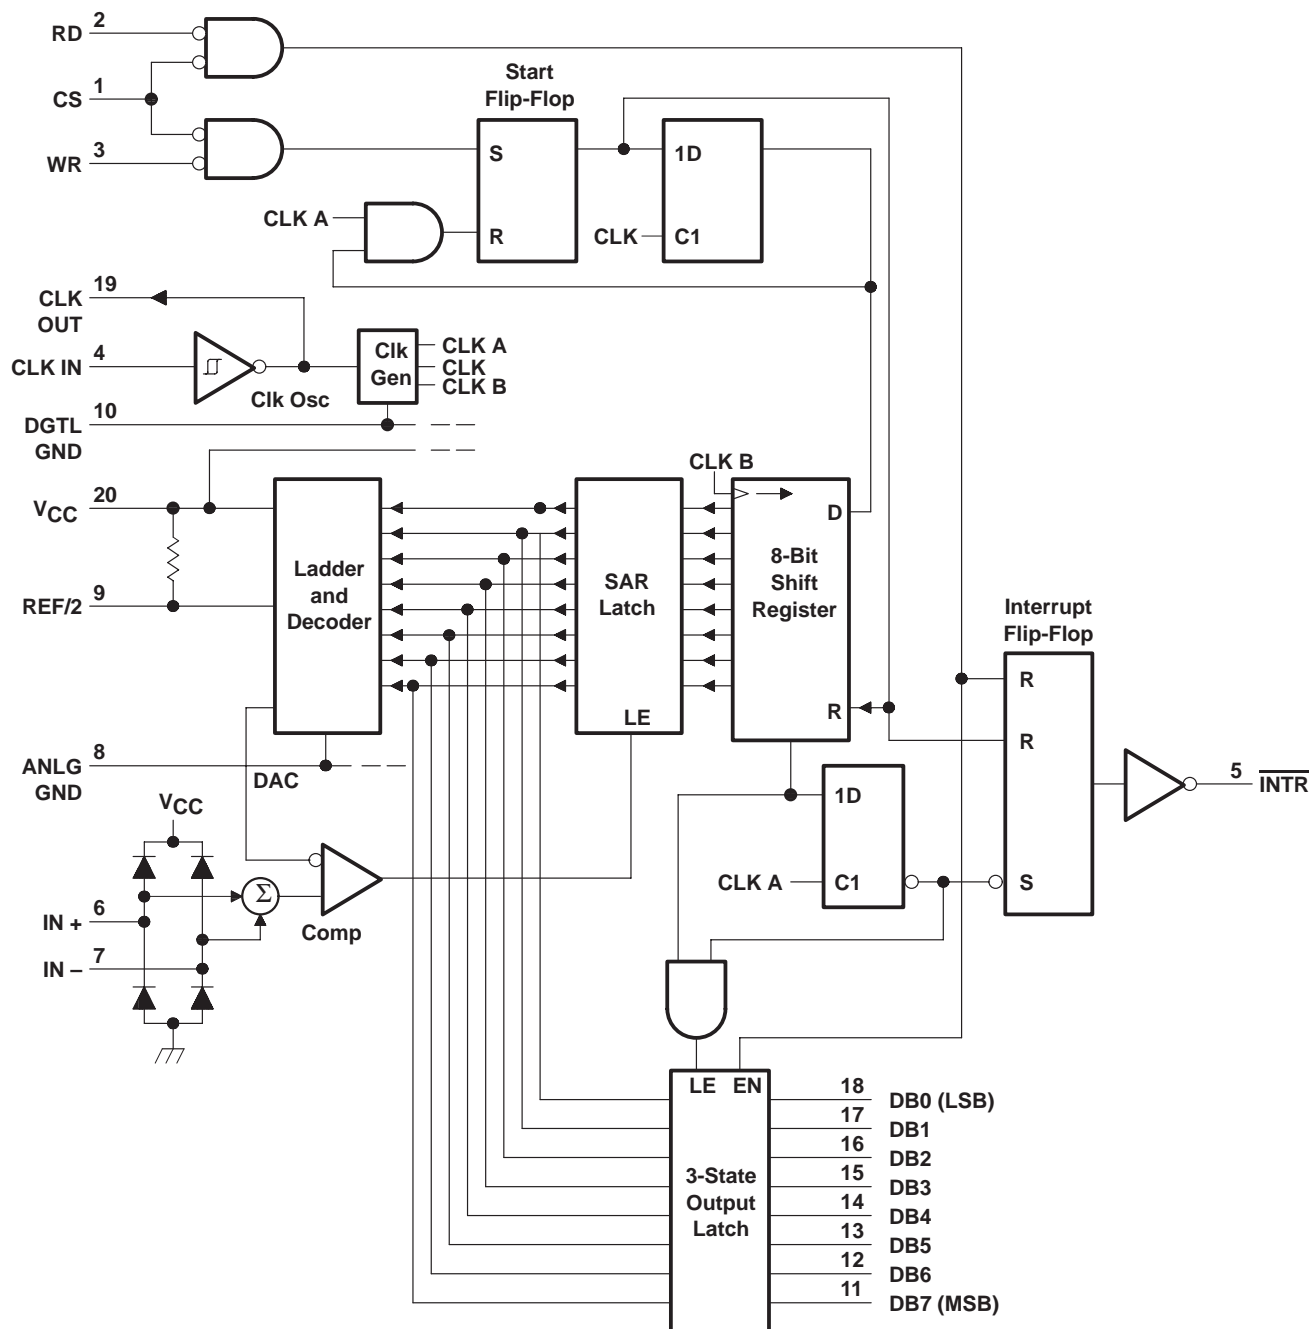 RD 2
CS 1
WR 3
Start
Flip-Flop
S
R
1D
C1
CLK
CLK A
CLK
OUT
19
CLK IN 4
Clk Osc
Clk
Gen
CLK A
CLK
CLK B
DGTL
GND
10
VCC 20
REF/2 9
Ladder
and
Decoder
SAR
Latch
LE
CLK B
D
8-Bit
Shift
Register
R
Interrupt
Flip-Flop
R
R
S
5 INTR
ANLG
GND
8
DAC
1D
C1
CLK A
VCC
Σ
Comp
IN + 6
IN – 7
LE EN
3-State
Output
Latch
18 DB0 (LSB)
17 DB1
16 DB2
15 DB3
14 DB4
13 DB5
12 DB6
11 DB7 (MSB)